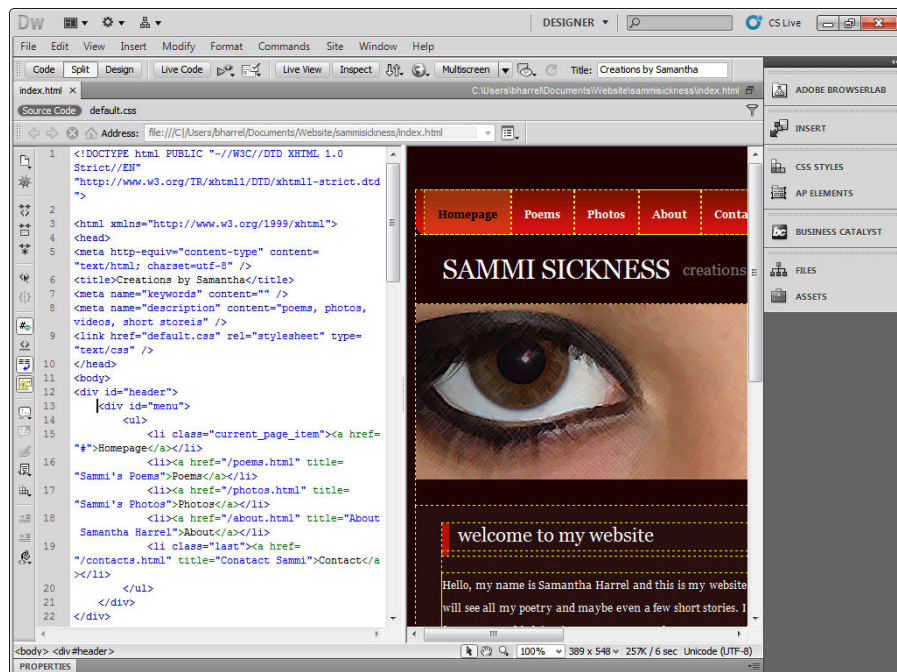 Dw DESIGNER CS Live
File Edit View Insert Modify Format Commands Site Window Help
Code Split Design Live Code Live View Inspect Multiscreen Title: Creations by Samantha
index.html × C:\Users\bharrel\Documents\Website\sammisickness\index.html
Source Code default.css
Address: file:///C|/Users/bharrel/Documents/Website/sammisickness/index.html
1 <!DOCTYPE html PUBLIC "-//W3C//DTD XHTML 1.0
Strict//EN"
"http://www.w3.org/TR/xhtml1/DTD/xhtml1-strict.dtd
">
2
3 <html xmlns="http://www.w3.org/1999/xhtml">
4 <head>
5 <meta http-equiv="content-type" content=
"text/html; charset=utf-8" />
6 <title>Creations by Samantha</title>
7 <meta name="keywords" content="" />
8 <meta name="description" content="poems, photos,
videos, short storeis" />
9 <link href="default.css" rel="stylesheet" type=
"text/css" />
10 </head>
11 <body>
12 <div id="header">
13 <div id="menu">
14 <ul>
15 <li class="current_page_item"><a href=
"#">Homepage</a></li>
16 <li><a href="/poems.html" title=
"Sammi's Poems">Poems</a></li>
17 <li><a href="/photos.html" title=
"Sammi's Photos">Photos</a></li>
18 <li><a href="/about.html" title="About
Samantha Harrel">About</a></li>
19 <li class="last"><a href=
"/contacts.html" title="Conatact Sammi">Contact</a
></li>
20 </ul>
21 </div>
22 </div>
Homepage Poems Photos About Conta
SAMMI SICKNESS creations
welcome to my website
Hello, my name is Samantha Harrel and this is my website
will see all my poetry and maybe even a few short stories. I
ADOBE BROWSERLAB
INSERT
CSS STYLES
AP ELEMENTS
bc BUSINESS CATALYST
FILES
ASSETS
<body> <div#header> 100% 389 x 548 257K / 6 sec Unicode (UTF-8)
PROPERTIES